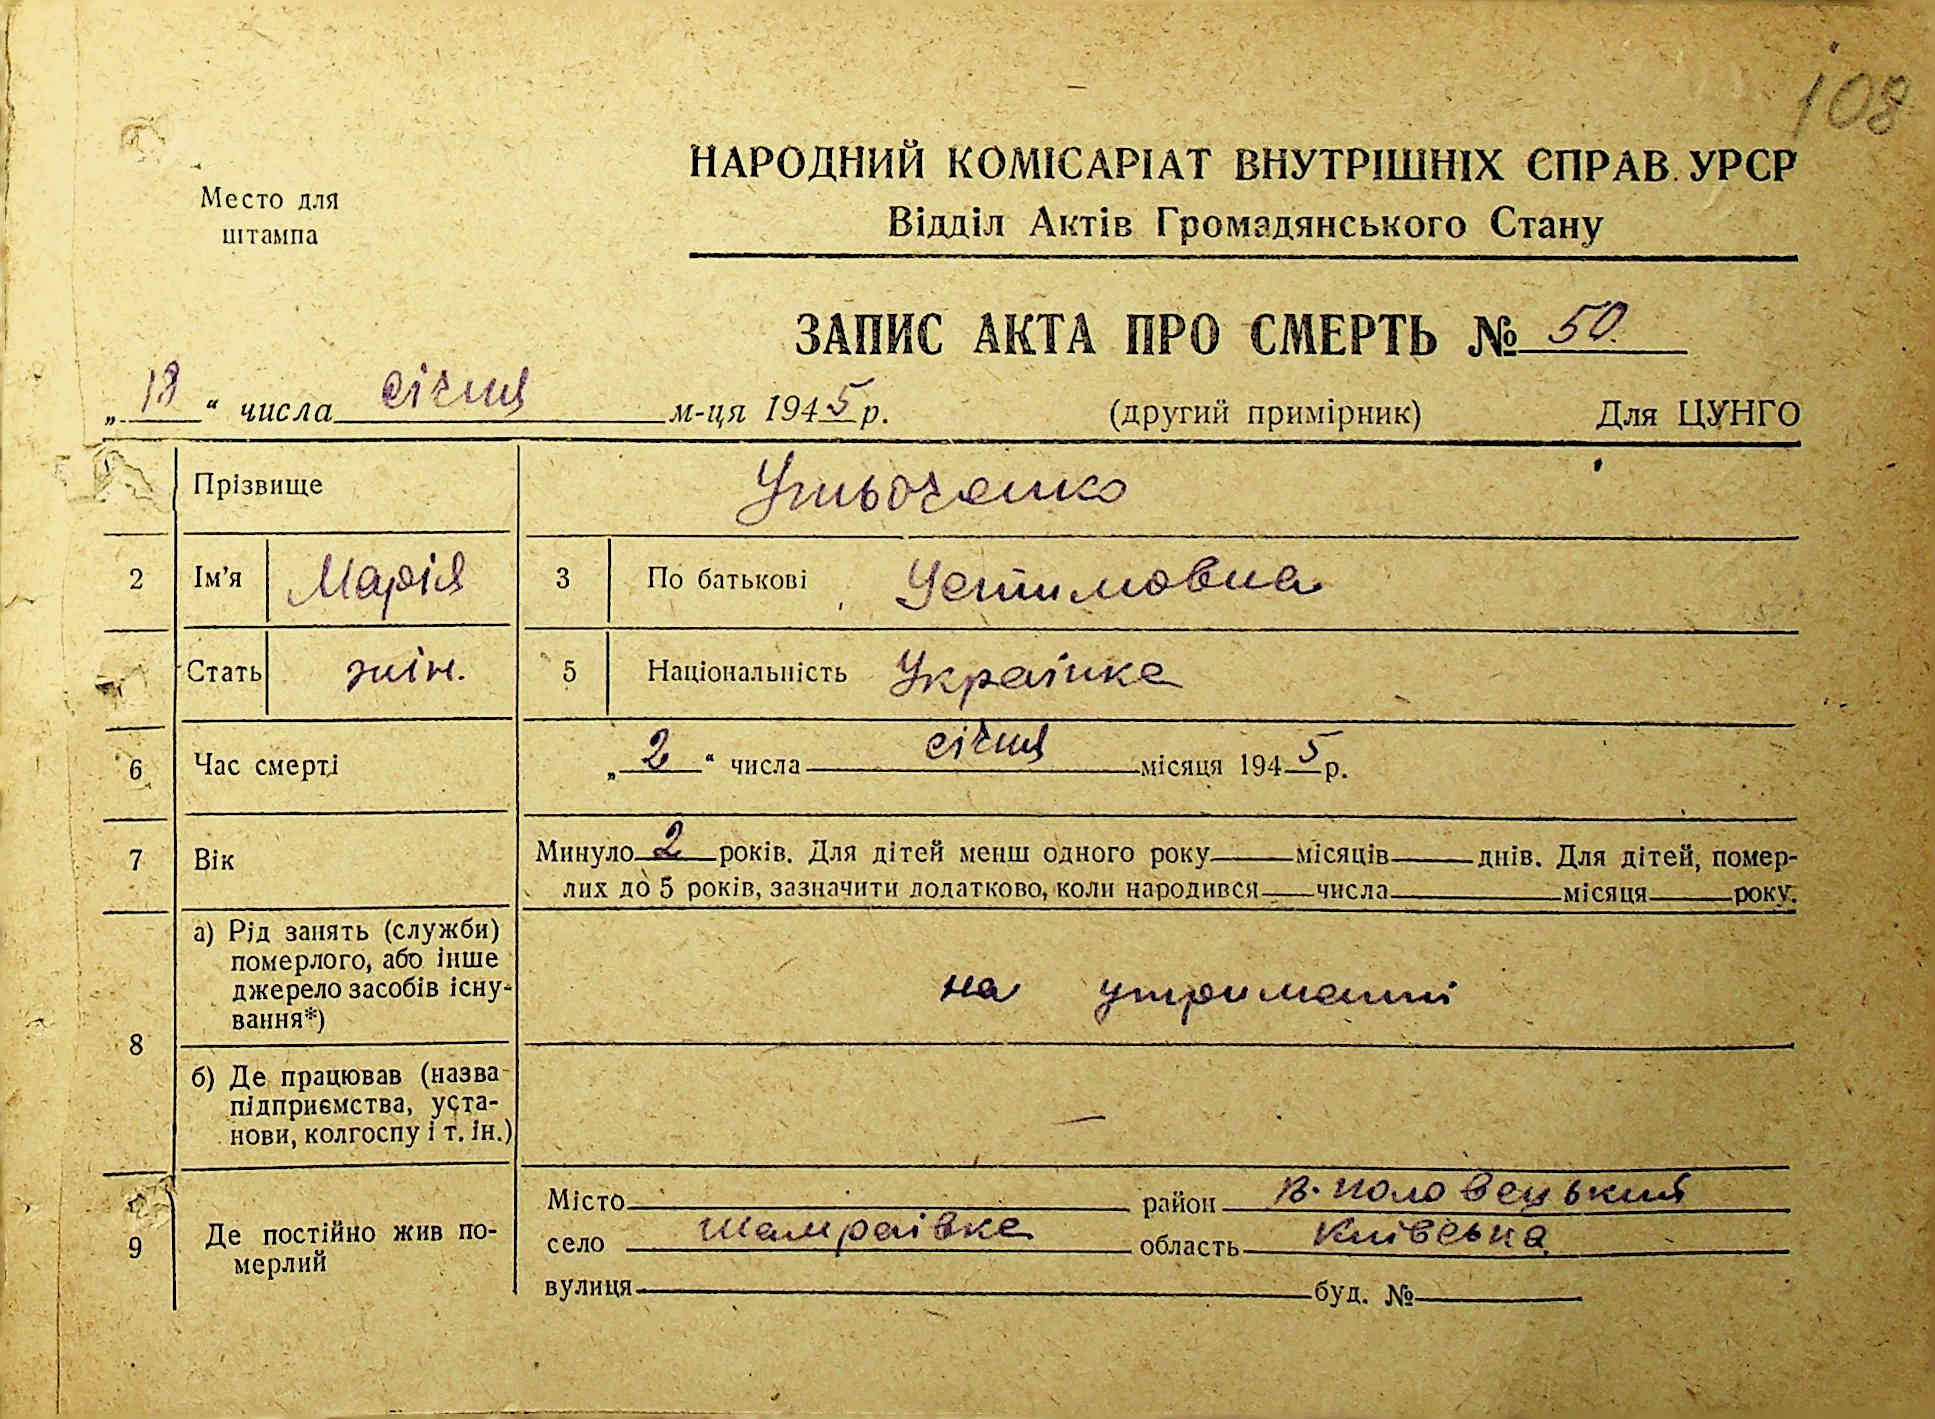 108
Место для
штампа
НАРОДНИЙ КОМІСАРІАТ ВНУТРІШНІХ СПРАВ УРСР
Відділ Актів Громадянського Стану
ЗАПИС АКТА ПРО СМЕРТЬ № 50.
„ 18 “ числа січня м-ця 1945 р. (другий примірник) Для ЦУНГО
Прізвище
2 Ім’я Марія 3 По батькові Устимовна
Стать жін. 5 Національність Українка
6 Час смерті „ 2 “ числа січня місяця 1945 р.
7 Вік Минуло 2 років. Для дітей менш одного року місяців днів. Для дітей, помер-
лих до 5 років, зазначити додатково, коли народився числа місяця року.
8 а) Рід занять (служби)
померлого, або інше
джерело засобів існу-
вання*) на утриманні
б) Де працював (назва
підприємства, уста-
нови, колгоспу і т. ін.) —
9 Де постійно жив по-
мерлий
Місто район В. Половецький
село Шамраївка область Київська
вулиця буд. №